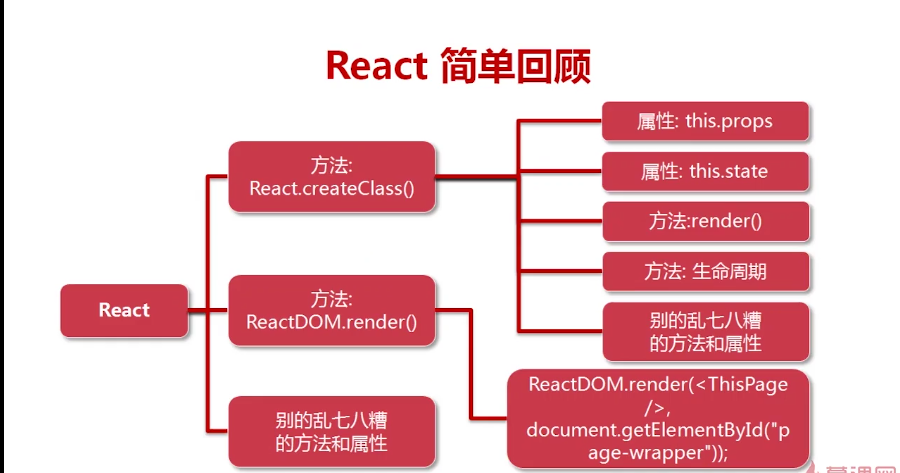 React 简单回顾
属性: this.props
方法:
React.createClass()
属性: this.state
方法:render()
方法: 生命周期
React
方法:
ReactDOM.render()
别的乱七八糟
的方法和属性
ReactDOM.render(<ThisPage
/>,
document.getElementById("p
age-wrapper"));
别的乱七八糟
的方法和属性
慕课网